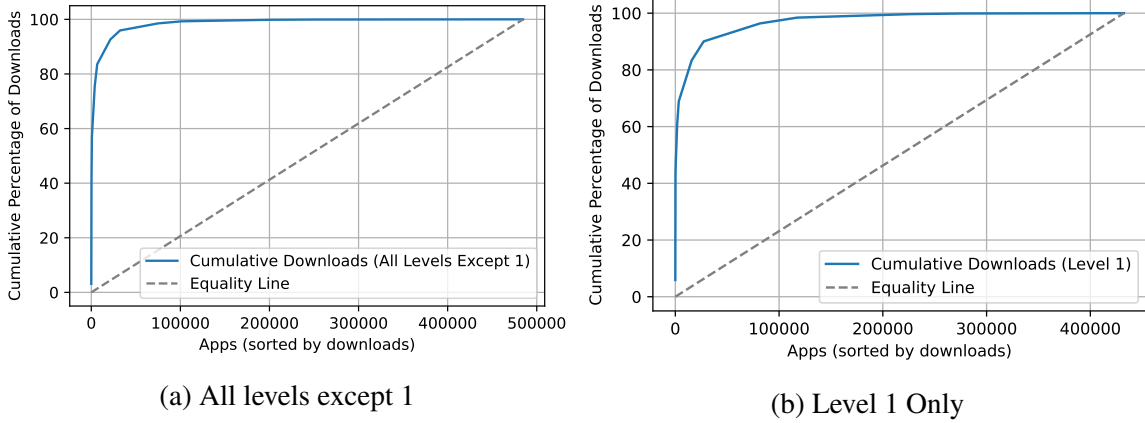 Cumulative Percentage of Downloads
100
80
60
40
20
0
0 100000 200000 300000 400000 500000
Apps (sorted by downloads)
Cumulative Downloads (All Levels Except 1)
Equality Line
(a) All levels except 1
Cumulative Percentage of Downloads
100
80
60
40
20
0
0 100000 200000 300000 400000
Apps (sorted by downloads)
Cumulative Downloads (Level 1)
Equality Line
(b) Level 1 Only